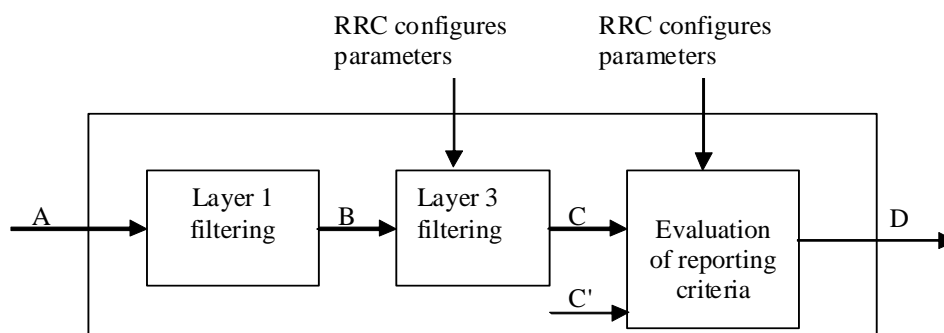 RRC configures
parameters
RRC configures
parameters
Layer 1
filtering
Layer 3
filtering
A
B
C
D
Evaluation
of reporting
criteria
C'